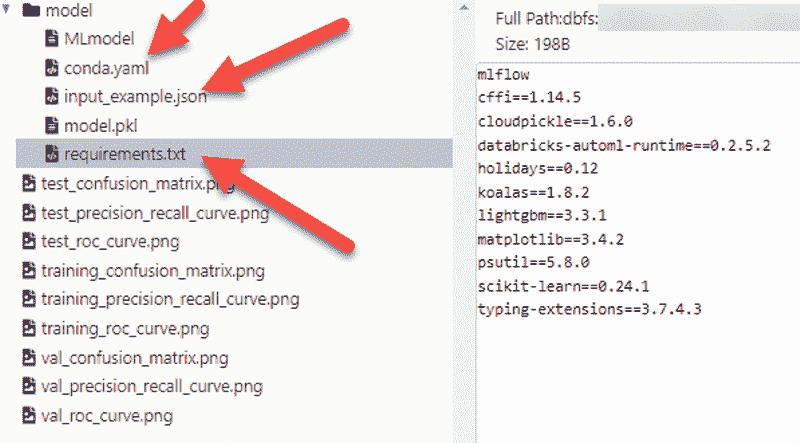 model
MLmodel
conda.yaml
input_example.json
model.pkl
requirements.txt
test_confusion_matrix.png
test_precision_recall_curve.png
test_roc_curve.png
training_confusion_matrix.png
training_precision_recall_curve.png
training_roc_curve.png
val_confusion_matrix.png
val_precision_recall_curve.png
val_roc_curve.png
Full Path:dbfs:
Size: 198B
mlflow
cffi==1.14.5
cloudpickle==1.6.0
databricks-automl-runtime==0.2.5.2
holidays==0.12
koalas==1.8.2
lightgbm==3.3.1
matplotlib==3.4.2
psutil==5.8.0
scikit-learn==0.24.1
typing-extensions==3.7.4.3